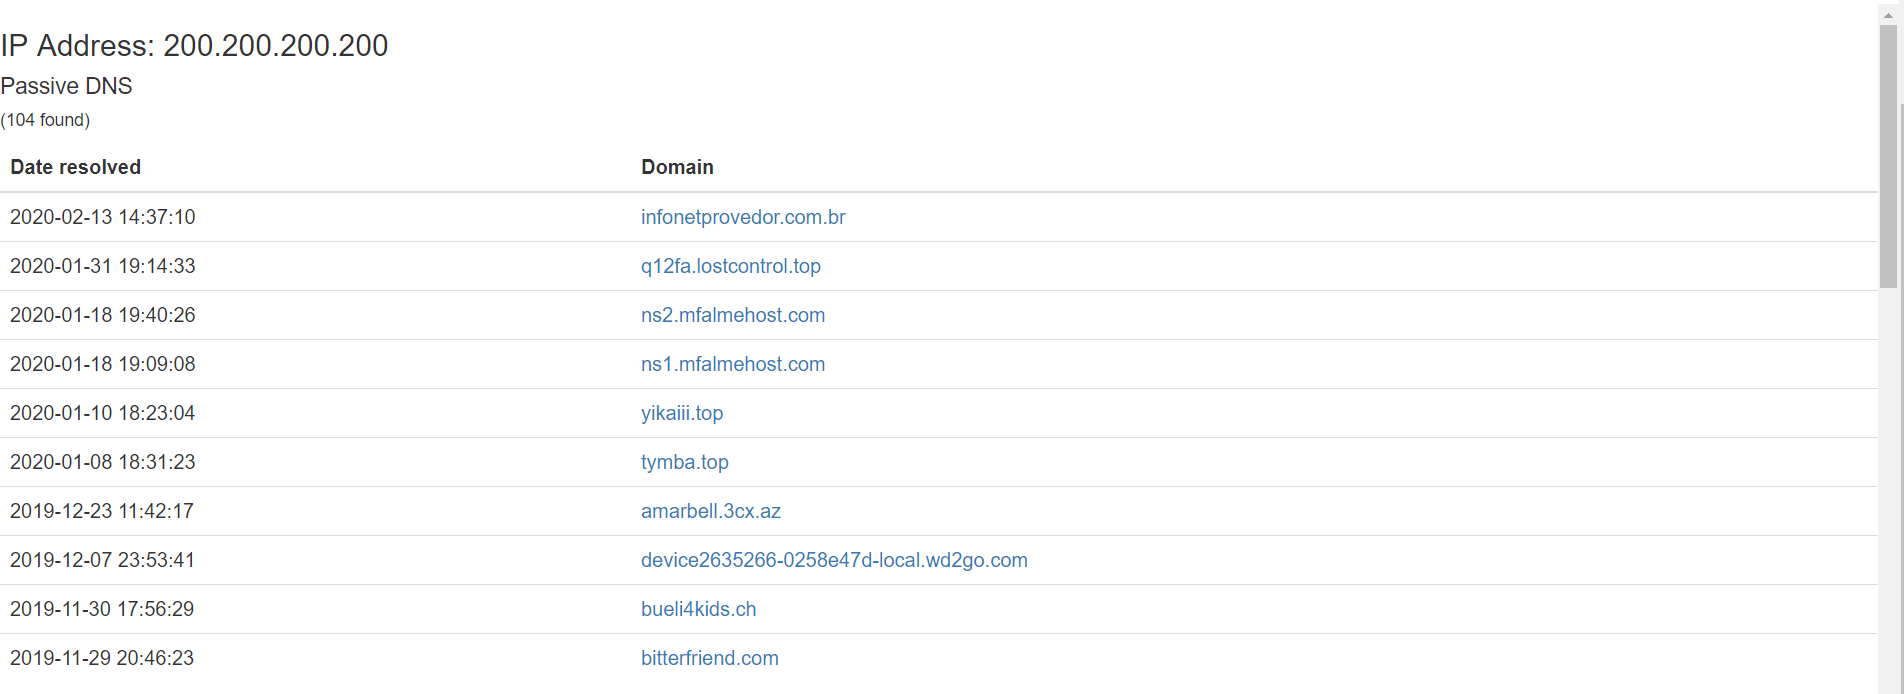 IP Address: 200.200.200.200
Passive DNS
(104 found)
Date resolved Domain
2020-02-13 14:37:10 infonetprovedor.com.br
2020-01-31 19:14:33 q12fa.lostcontrol.top
2020-01-18 19:40:26 ns2.mfalmehost.com
2020-01-18 19:09:08 ns1.mfalmehost.com
2020-01-10 18:23:04 yikaiii.top
2020-01-08 18:31:23 tymba.top
2019-12-23 11:42:17 amarbell.3cx.az
2019-12-07 23:53:41 device2635266-0258e47d-local.wd2go.com
2019-11-30 17:56:29 bueli4kids.ch
2019-11-29 20:46:23 bitterfriend.com